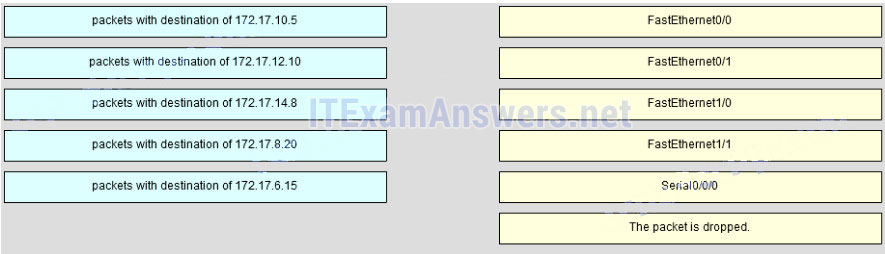 packets with destination of 172.17.10.5
packets with destination of 172.17.12.10
packets with destination of 172.17.14.8
packets with destination of 172.17.8.20
packets with destination of 172.17.6.15
FastEthernet0/0
FastEthernet0/1
FastEthernet1/0
FastEthernet1/1
Serial0/0/0
The packet is dropped.
ITExamAnswers.net